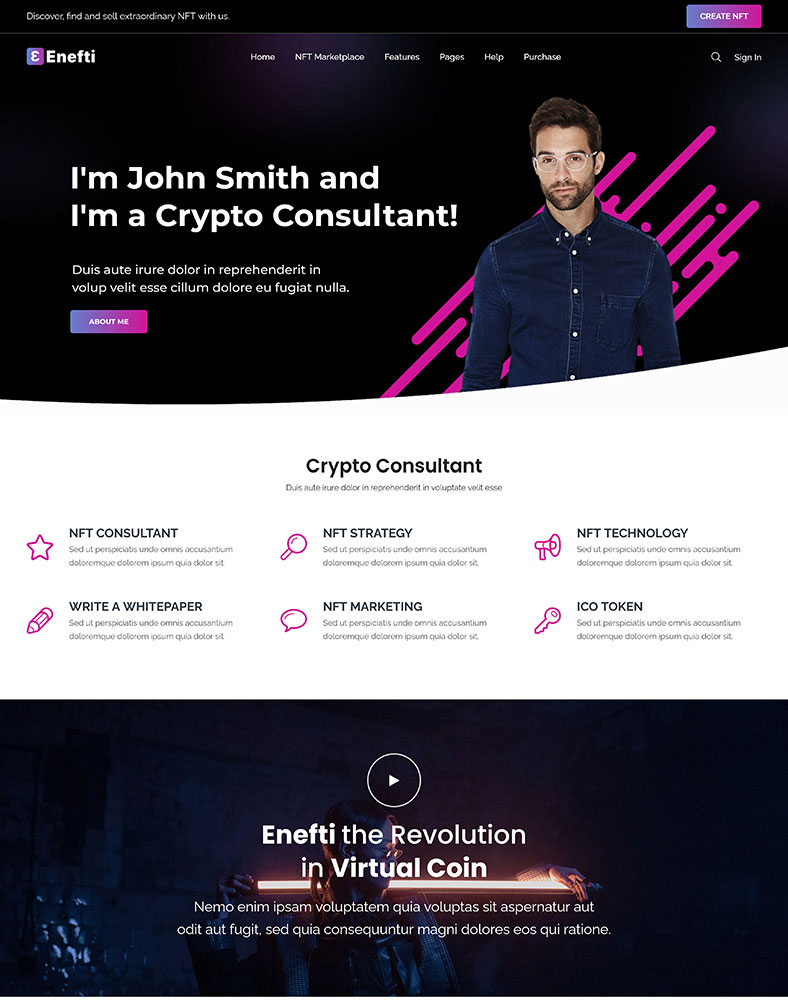 Discover, find and sell extraordinary NFT with us.
CREATE NFT
Enefti
Home NFT Marketplace Features Pages Help Purchase
Sign In
I'm John Smith and
I'm a Crypto Consultant!
Duis aute irure dolor in reprehenderit in
volup velit esse cillum dolore eu fugiat nulla.
ABOUT ME
Crypto Consultant
Duis aute irure dolor in reprehenderit in voluptate velit esse
NFT CONSULTANT
Sed ut perspiciatis unde omnis accusantium
doloremque dolorem ipsum quia dolor sit.
NFT STRATEGY
Sed ut perspiciatis unde omnis accusantium
doloremque dolorem ipsum quia dolor sit.
NFT TECHNOLOGY
Sed ut perspiciatis unde omnis accusantium
doloremque dolorem ipsum quia dolor sit.
WRITE A WHITEPAPER
Sed ut perspiciatis unde omnis accusantium
doloremque dolorem ipsum quia dolor sit.
NFT MARKETING
Sed ut perspiciatis unde omnis accusantium
doloremque dolorem ipsum quia dolor sit.
ICO TOKEN
Sed ut perspiciatis unde omnis accusantium
doloremque dolorem ipsum quia dolor sit.
Enefti the Revolution
in Virtual Coin
Nemo enim ipsam voluptatem quia voluptas sit aspernatur aut
odit aut fugit, sed quia consequuntur magni dolores eos qui ratione.